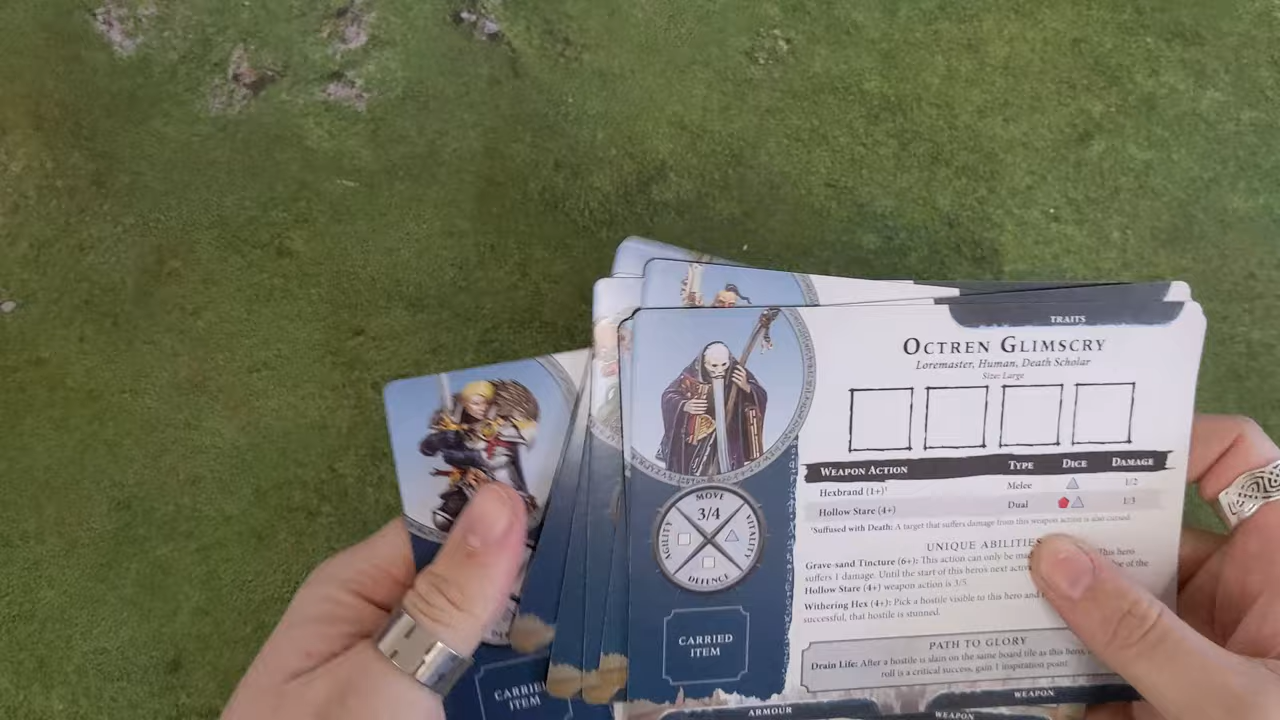 TRAITS
OCTREN GLIMSCRY
Loremaster, Human, Death Scholar
Size: Large
WEAPON ACTION TYPE DICE DAMAGE
Hexbrand (1+)¹ Melee 1/2
Hollow Stare (4+) Dual 1/3
¹Suffused with Death: A target that suffers damage from this weapon action is also cursed.
UNIQUE ABILITIES
Grave-sand Tincture (6+): This action can only be This hero
suffers 1 damage. Until the start of this hero's next of the
Hollow Stare (4+) weapon action is 3/5.
Withering Hex (4+): Pick a hostile visible to this hero and
successful, that hostile is stunned.
PATH TO GLORY
Drain Life: After a hostile is slain on the same board tile as this hero,
roll is a critical success, gain 1 inspiration point
MOVE
3/4
AGILITY
VITALITY
DEFENCE
CARRIED
ITEM
CARRIED
ITEM
ARMOUR
WEAPON
WEAPON